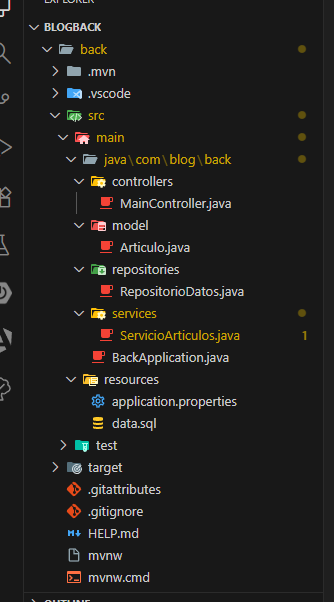 EXPLORER
BLOGBACK
back
.mvn
.vscode
src
main
java\com\blog\back
controllers
MainController.java
model
Articulo.java
repositories
RepositorioDatos.java
services
ServicioArticulos.java 1
BackApplication.java
resources
application.properties
data.sql
test
target
.gitattributes
.gitignore
HELP.md
mvnw
mvnw.cmd
OUTLINE